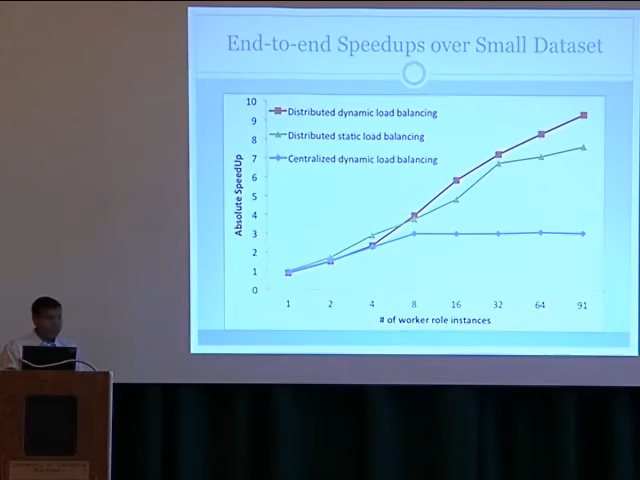 End-to-end Speedups over Small Dataset
Distributed dynamic load balancing
Distributed static load balancing
Centralized dynamic load balancing
Absolute SpeedUp
10
9
8
7
6
5
4
3
2
1
0
1 2 4 8 16 32 64 91
# of worker role instances